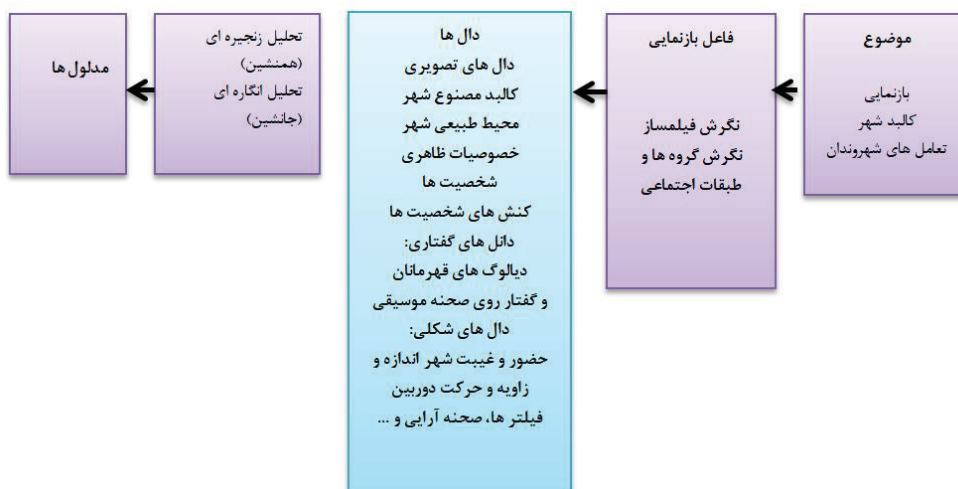 موضوع
بازنمایی
کالبد شهر
تعامل های شهروندان
فاعل بازنمایی
نگرش فیلمساز
نگرش گروه ها و
طبقات اجتماعی
دال ها
دال های تصویری
کالبد مصنوع شهر
محیط طبیعی شهر
خصوصیات ظاهری
شخصیت ها
کنش های شخصیت ها
دانل های گفتاری:
دیالوگ های قهرمانان
و گفتار روی صحنه موسیقی
دال های شکلی:
حضور و غیبت شهر اندازه و
زاویه و حرکت دوربین
فیلتر ها، صحنه آرایی و ...
تحلیل زنجیره ای
(همنشین)
تحلیل انگاره ای
(جانشین)
مدلول ها